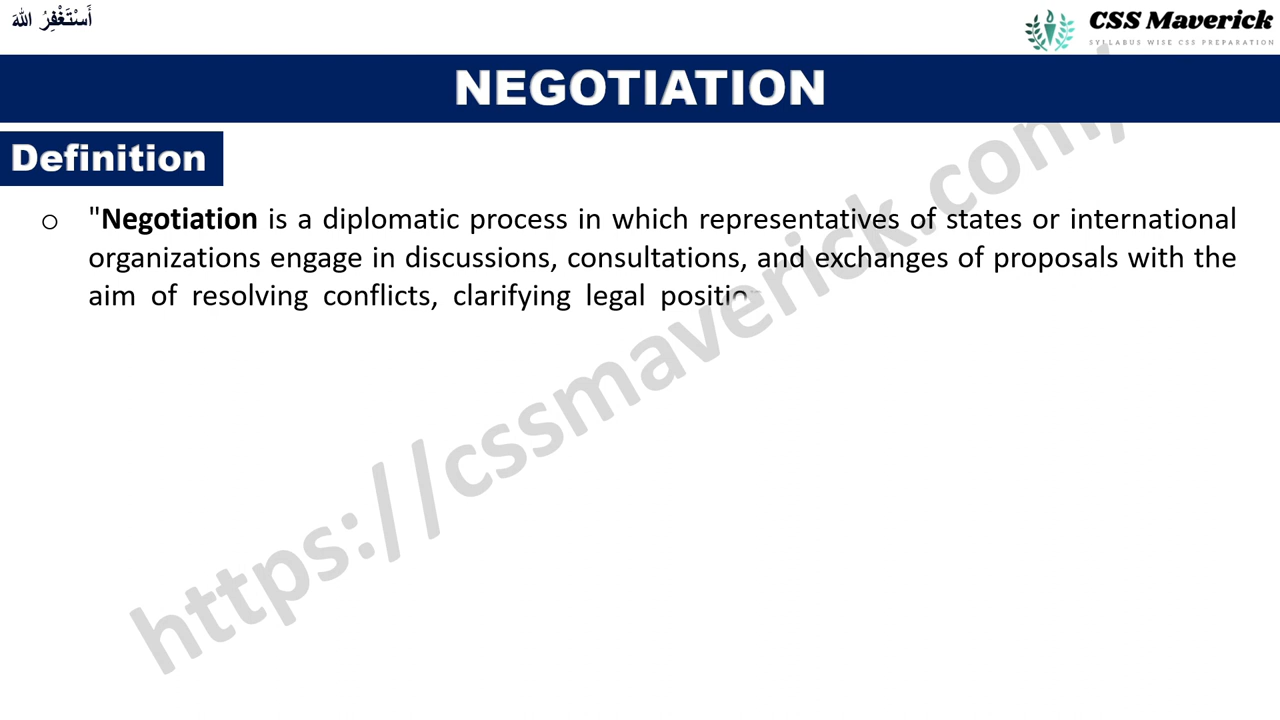 أَسْتَغْفِرُ اللهَ
CSS Maverick
SYLLABUS WISE CSS PREPARATION
NEGOTIATION
Definition
o "Negotiation is a diplomatic process in which representatives of states or international
organizations engage in discussions, consultations, and exchanges of proposals with the
aim of resolving conflicts, clarifying legal positio
https://cssmaverick.com/